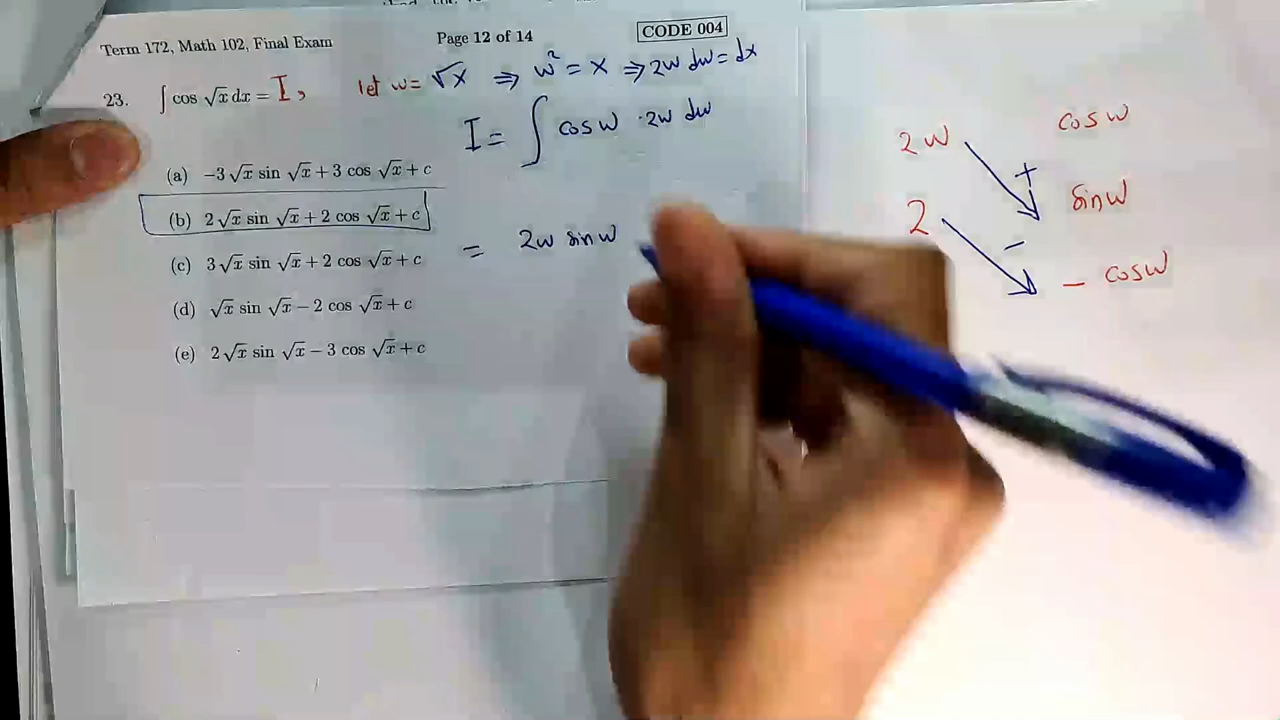 Term 172, Math 102, Final Exam Page 12 of 14 CODE 004
23. ∫ cos √x dx = I, let w = √x ⇒ w² = x ⇒ 2w dw = dx
I = ∫ cos w · 2w dw
(a) −3√x sin √x + 3 cos √x + c
(b) 2√x sin √x + 2 cos √x + c
= 2w sin w
(c) 3√x sin √x + 2 cos √x + c
(d) √x sin √x − 2 cos √x + c
(e) 2√x sin √x − 3 cos √x + c
2w cos w
+
2 sin w
−
− cos w